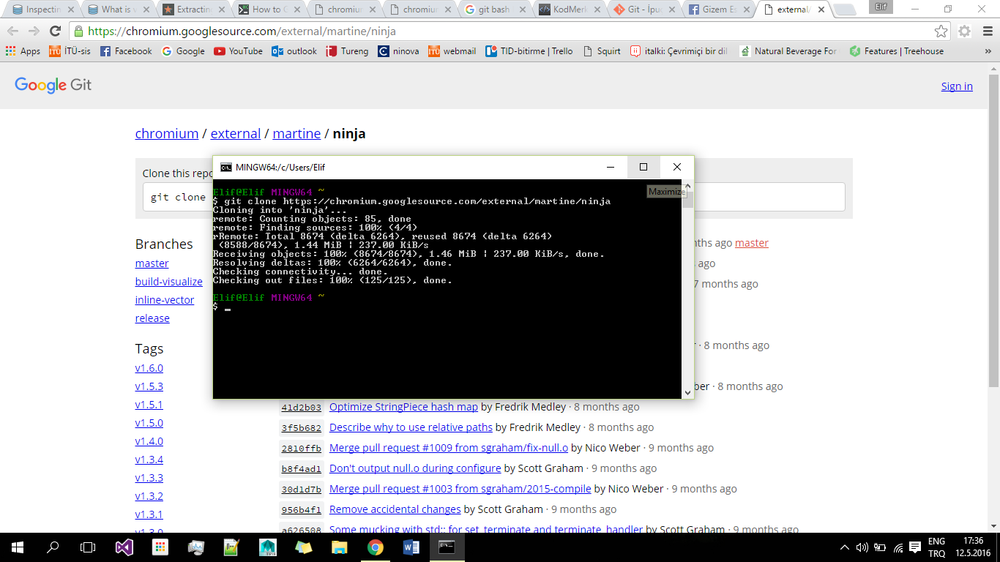 Inspectin
What is v
Extractin
How to G
chromiun
chromiun
git bash
KodMerk
Git - İpuc
Gizem Es
external/
Elif
https://chromium.googlesource.com/external/martine/ninja
Apps
İTÜ-sis
Facebook
Google
YouTube
outlook
Tureng
ninova
webmail
TID-bitirme | Trello
Squirt
italki: Çevrimiçi bir dil
Natural Beverage For
Features | Treehouse
»
Google Git
Sign in
chromium / external / martine / ninja
Clone this repo
git clone
MINGW64:/c/Users/Elif
Maximize
Elif@Elif MINGW64 ~
$ git clone https://chromium.googlesource.com/external/martine/ninja
Cloning into 'ninja'...
remote: Counting objects: 85, done
remote: Finding sources: 100% (4/4)
rRemote: Total 8674 (delta 6264), reused 8674 (delta 6264)
(8588/8674), 1.44 MiB | 237.00 KiB/s
Receiving objects: 100% (8674/8674), 1.46 MiB | 237.00 KiB/s, done.
Resolving deltas: 100% (6264/6264), done.
Checking connectivity... done.
Checking out files: 100% (125/125), done.
Elif@Elif MINGW64 ~
$
Branches
master
build-visualize
inline-vector
release
Tags
v1.6.0
v1.5.3
v1.5.1
v1.5.0
v1.4.0
v1.3.4
v1.3.3
v1.3.2
v1.3.1
v1.3.0
nths ago master
ago
7 months ago
r · 8 months ago
ber · 8 months ago
41d2b03 Optimize StringPiece hash map by Fredrik Medley · 8 months ago
3f5b682 Describe why to use relative paths by Fredrik Medley · 8 months ago
2810ffb Merge pull request #1009 from sgraham/fix-null.o by Nico Weber · 9 months ago
b8f4ad1 Don't output null.o during configure by Scott Graham · 9 months ago
30d1d7b Merge pull request #1003 from sgraham/2015-compile by Nico Weber · 9 months ago
956b4f1 Remove accidental changes by Scott Graham · 9 months ago
a626508 Some mucking with std:: for set_terminate and terminate_handler by Scott Graham · 9 months ago
ENG
TRQ
17:36
12.5.2016